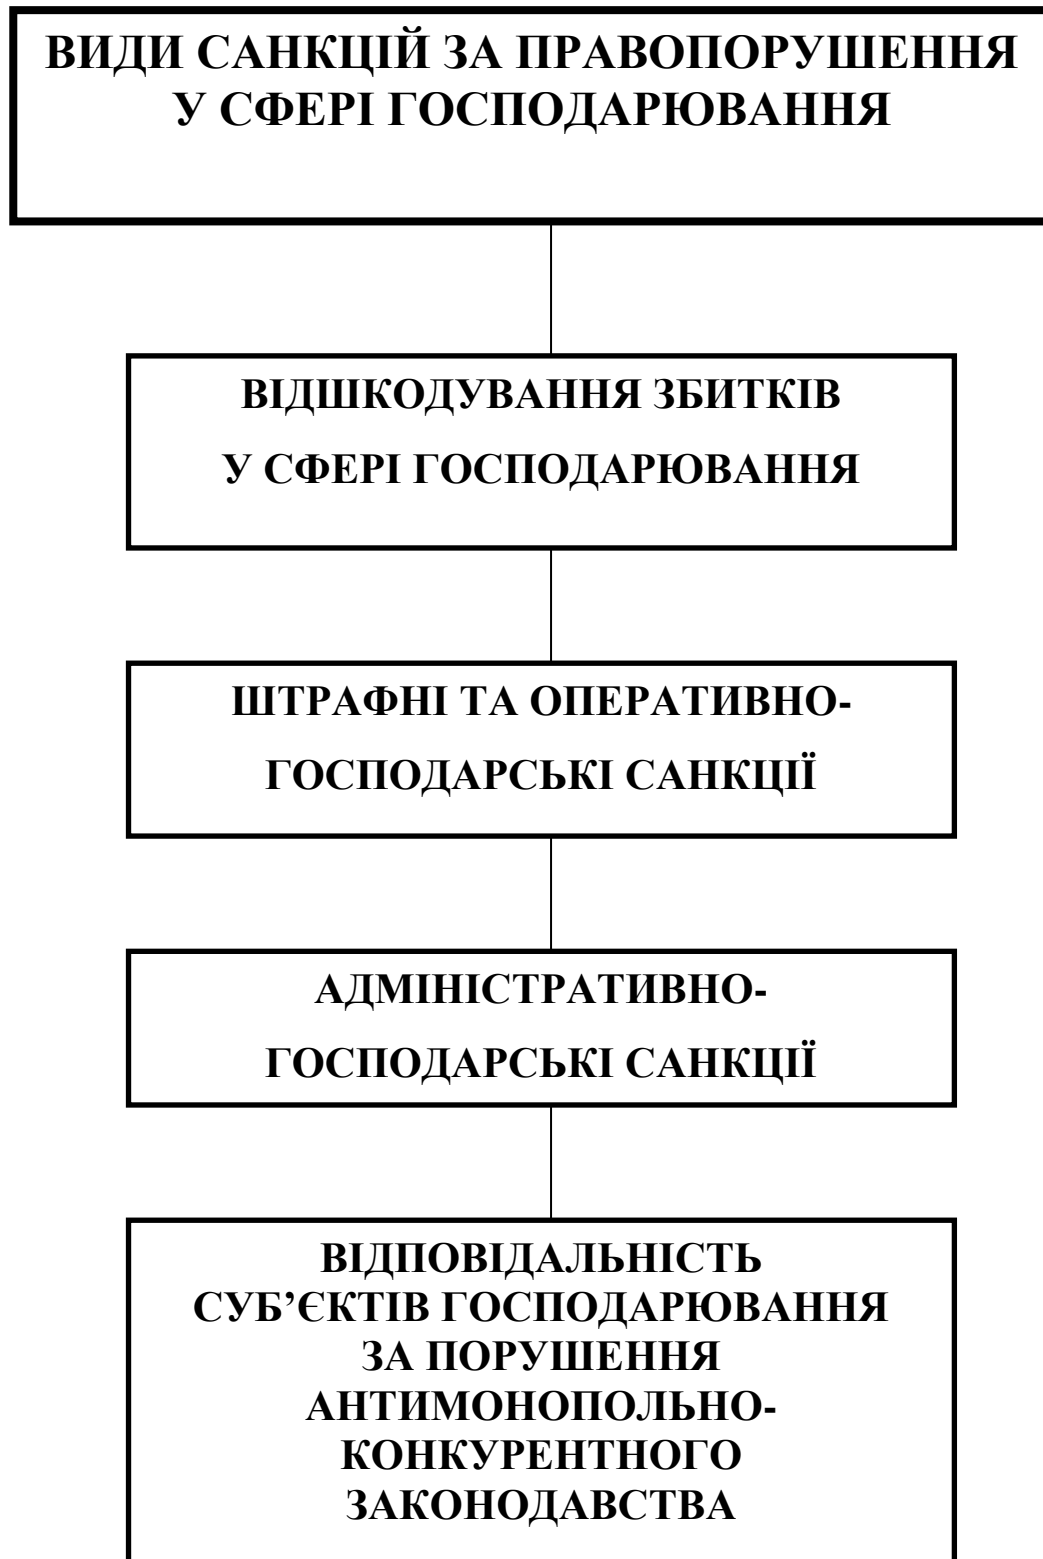 ВИДИ САНКЦІЙ ЗА ПРАВОПОРУШЕННЯ
У СФЕРІ ГОСПОДАРЮВАННЯ
ВІДШКОДУВАННЯ ЗБИТКІВ
У СФЕРІ ГОСПОДАРЮВАННЯ
ШТРАФНІ ТА ОПЕРАТИВНО-
ГОСПОДАРСЬКІ САНКЦІЇ
АДМІНІСТРАТИВНО-
ГОСПОДАРСЬКІ САНКЦІЇ
ВІДПОВІДАЛЬНІСТЬ
СУБ’ЄКТІВ ГОСПОДАРЮВАННЯ
ЗА ПОРУШЕННЯ
АНТИМОНОПОЛЬНО-
КОНКУРЕНТНОГО
ЗАКОНОДАВСТВА